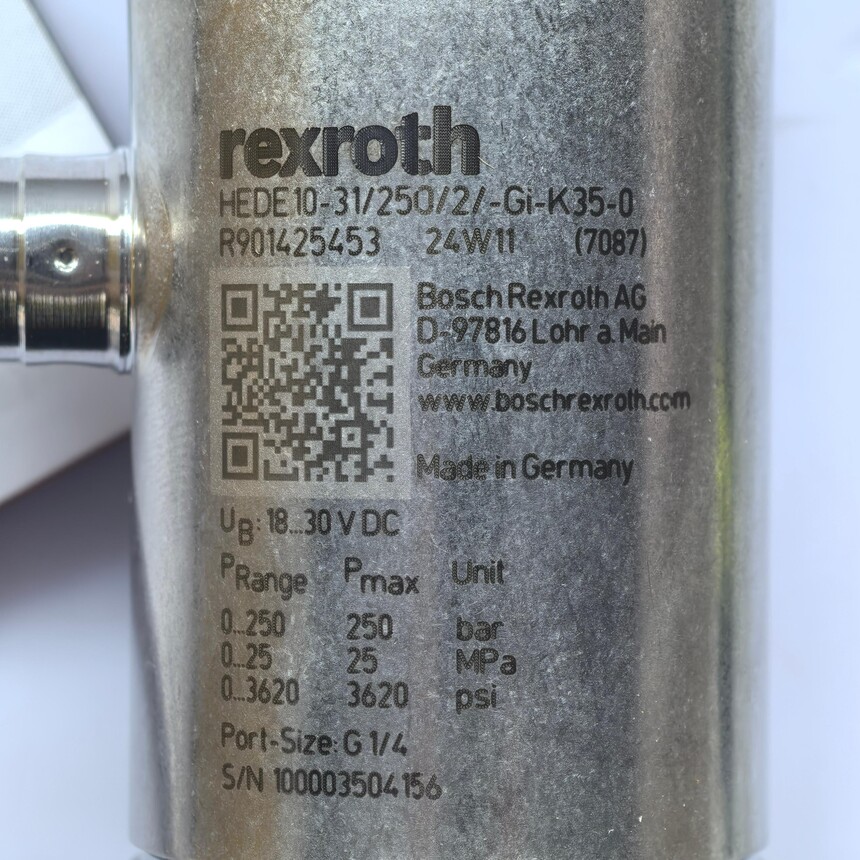 rexroth
HEDE10-31/250/2/-Gi-K35-0
R901425453 24W11 (7087)
Bosch Rexroth AG
D-97816 Lohr a. Main
Germany
www.boschrexroth.com
Made in Germany
UB: 18...30 V DC
PRange Pmax Unit
0...250 250 bar
0...25 25 MPa
0...3620 3620 psi
Port-Size: G 1/4
S/N 100003504156